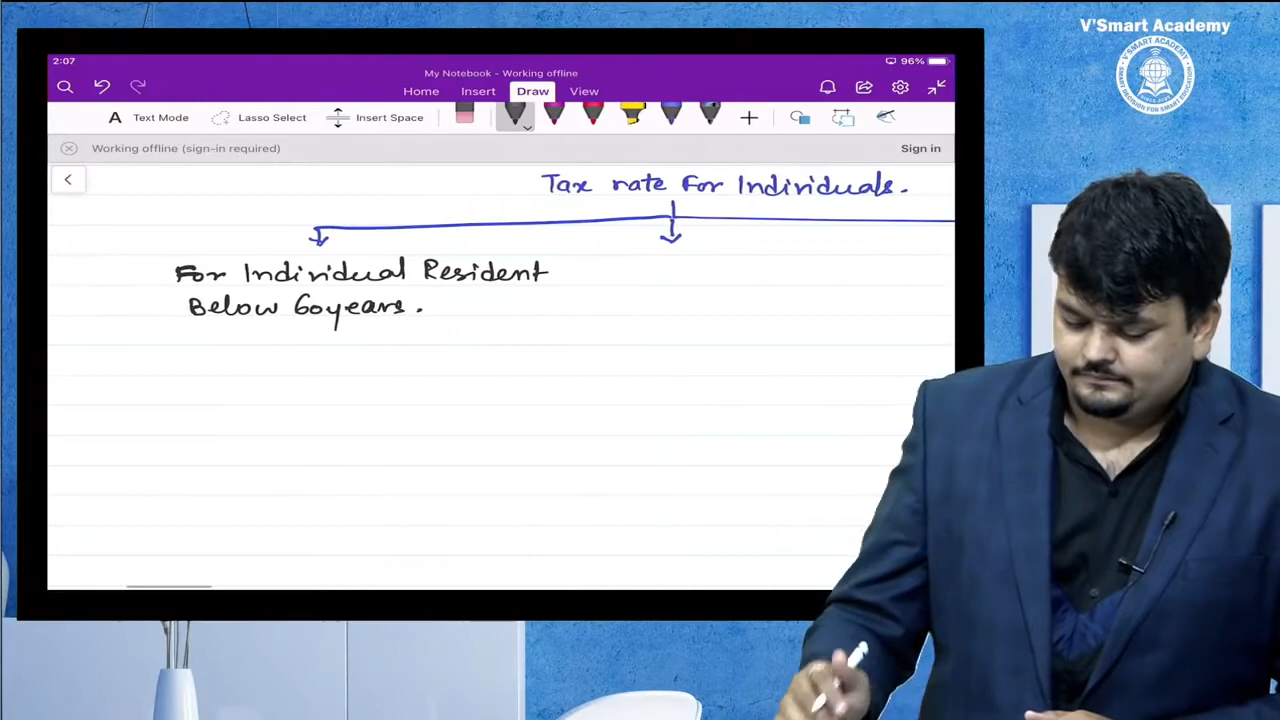 V'Smart Academy
2:07
96%
My Notebook - Working offline
Home Insert Draw View
Text Mode Lasso Select Insert Space
Working offline (sign-in required) Sign in
Tax rate For Individuals.
For Individual Resident
Below 60years.